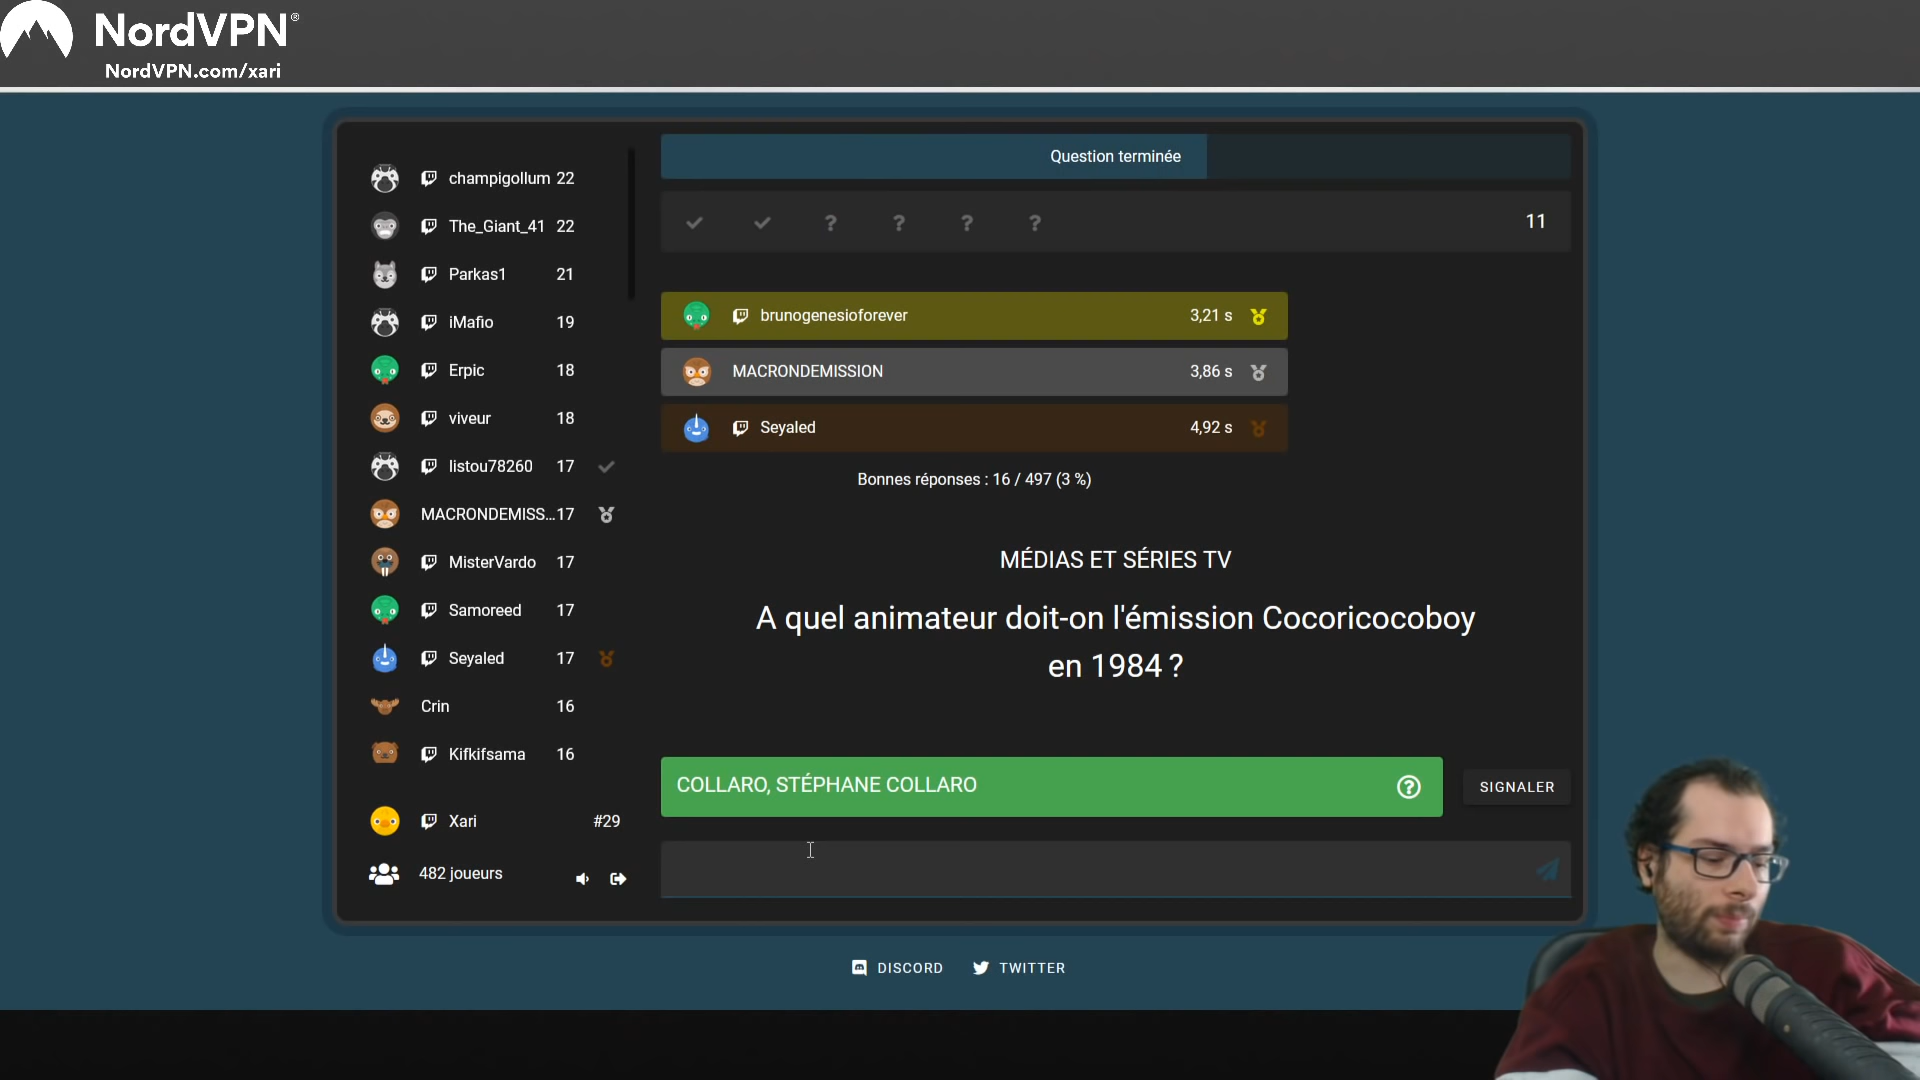 NordVPN®
NordVPN.com/xari
champigollum 22
The_Giant_41 22
Parkas1 21
iMafio 19
Erpic 18
viveur 18
listou78260 17
MACRONDEMISS... 17
MisterVardo 17
Samoreed 17
Seyaled 17
Crin 16
Kifkifsama 16
Xari #29
482 joueurs
Question terminée
? ? ? ? 11
brunogenesioforever 3,21 s
MACRONDEMISSION 3,86 s
Seyaled 4,92 s
Bonnes réponses : 16 / 497 (3 %)
MÉDIAS ET SÉRIES TV
A quel animateur doit-on l'émission Cocoricocoboy
en 1984 ?
COLLARO, STÉPHANE COLLARO ?
SIGNALER
DISCORD TWITTER